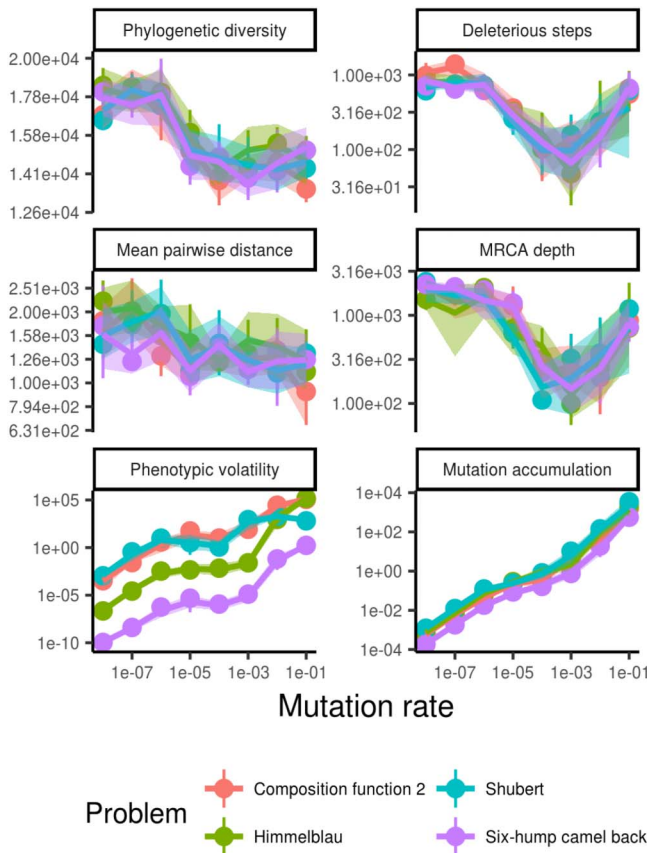 Phylogenetic diversity
Deleterious steps
2.00e+04
1.78e+04
1.58e+04
1.41e+04
1.26e+04
1.00e+03
3.16e+02
1.00e+02
3.16e+01
Mean pairwise distance
MRCA depth
2.51e+03
2.00e+03
1.58e+03
1.26e+03
1.00e+03
7.94e+02
6.31e+02
3.16e+03
1.00e+03
3.16e+02
1.00e+02
Phenotypic volatility
Mutation accumulation
1e+05
1e+00
1e-05
1e-10
1e+04
1e+02
1e+00
1e-02
1e-04
1e-07 1e-05 1e-03 1e-01
1e-07 1e-05 1e-03 1e-01
Mutation rate
Problem
Composition function 2
Shubert
Himmelblau
Six-hump camel back